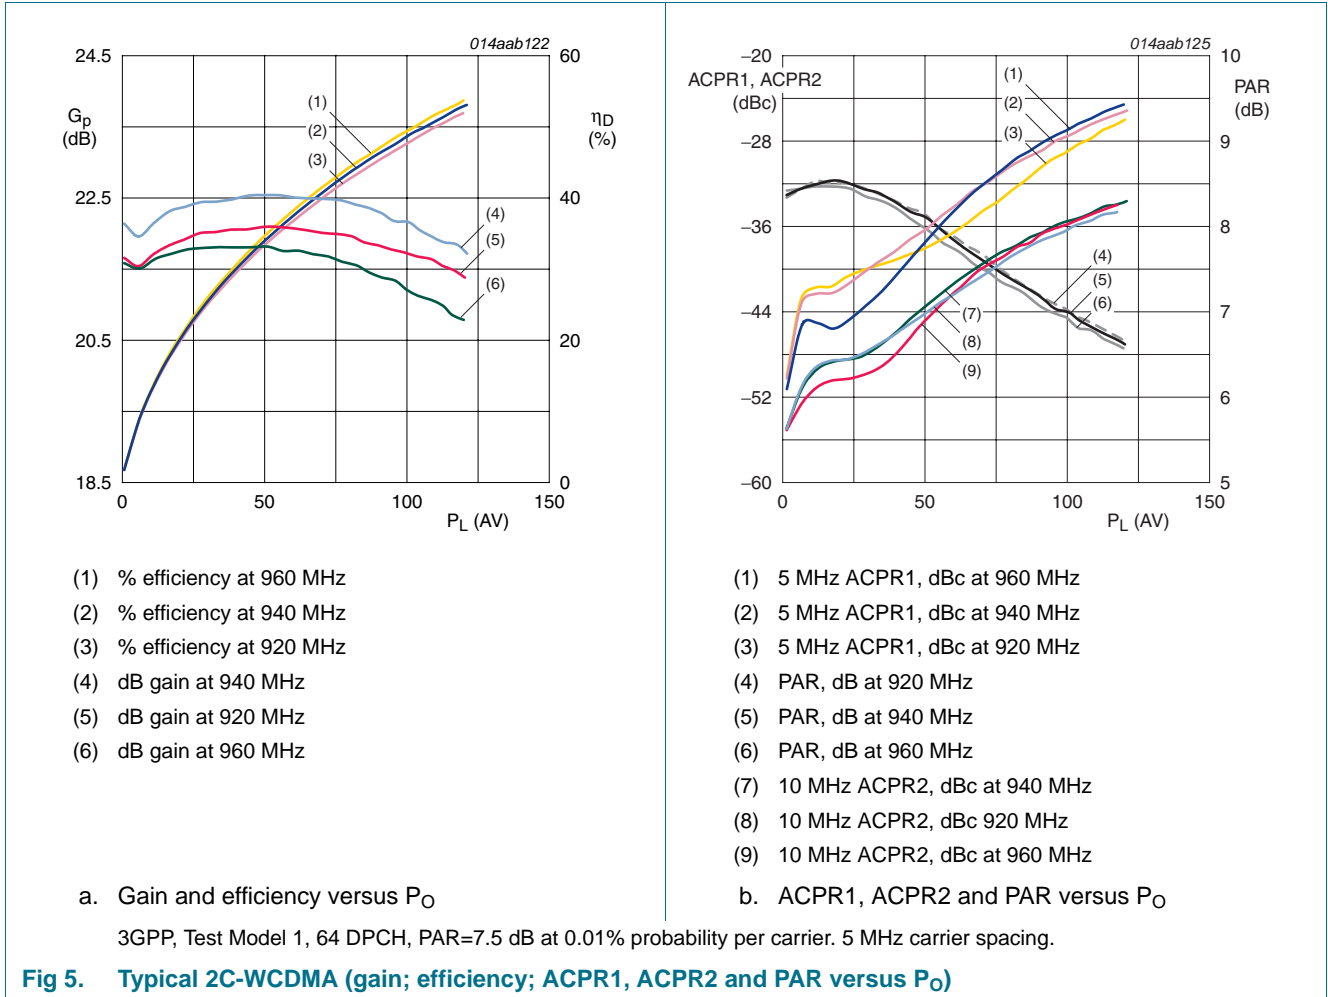 014aab122
24.5
60
Gp
(dB)
ηD
(%)
(1)
(2)
(3)
22.5
40
(4)
(5)
(6)
20.5
20
18.5
0
0
50
100
150
PL (AV)
(1) % efficiency at 960 MHz
(2) % efficiency at 940 MHz
(3) % efficiency at 920 MHz
(4) dB gain at 940 MHz
(5) dB gain at 920 MHz
(6) dB gain at 960 MHz
a. Gain and efficiency versus PO
014aab125
−20
10
ACPR1, ACPR2
(dBc)
PAR
(dB)
(1)
(2)
(3)
−28
9
−36
8
(4)
(5)
(6)
−44
7
(7)
(8)
(9)
−52
6
−60
5
0
50
100
150
PL (AV)
(1) 5 MHz ACPR1, dBc at 960 MHz
(2) 5 MHz ACPR1, dBc at 940 MHz
(3) 5 MHz ACPR1, dBc at 920 MHz
(4) PAR, dB at 920 MHz
(5) PAR, dB at 940 MHz
(6) PAR, dB at 960 MHz
(7) 10 MHz ACPR2, dBc at 940 MHz
(8) 10 MHz ACPR2, dBc 920 MHz
(9) 10 MHz ACPR2, dBc at 960 MHz
b. ACPR1, ACPR2 and PAR versus PO
3GPP, Test Model 1, 64 DPCH, PAR=7.5 dB at 0.01% probability per carrier. 5 MHz carrier spacing.
Fig 5. Typical 2C-WCDMA (gain; efficiency; ACPR1, ACPR2 and PAR versus PO)